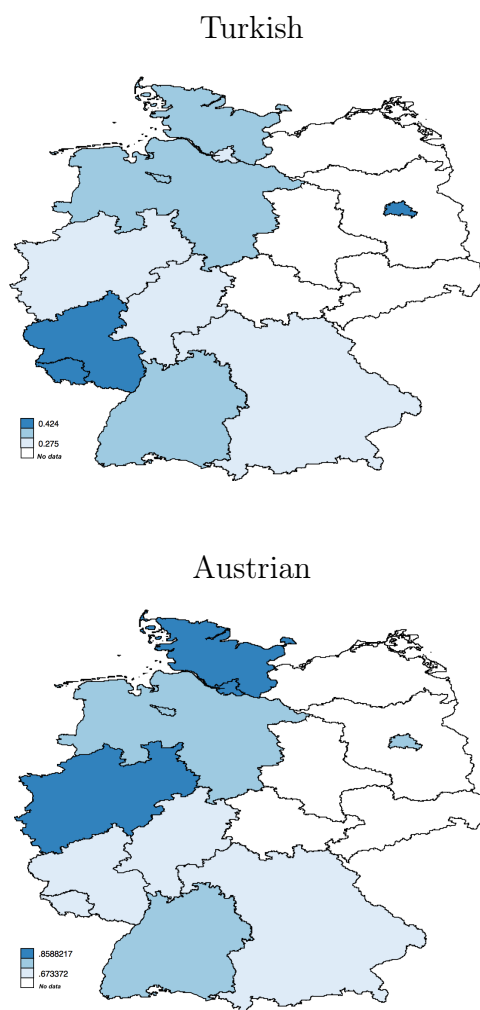 Turkish
0.424
0.275
No data
Austrian
.8588217
.673372
No data